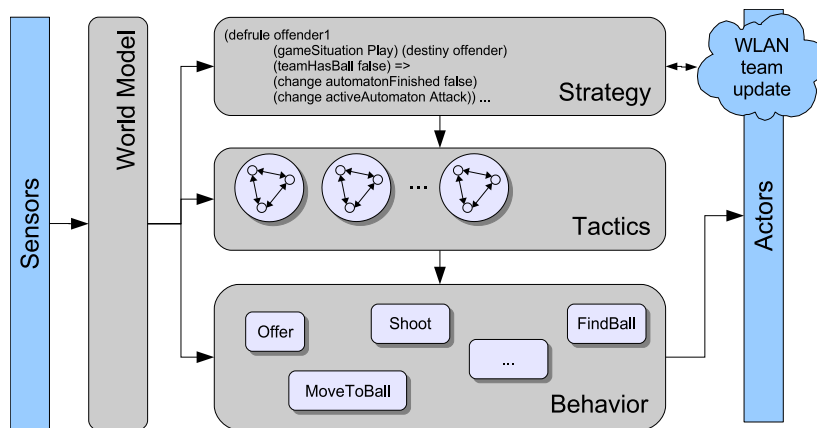 Sensors
World Model
(defrule offender1
(gameSituation Play) (destiny offender)
(teamHasBall false) =>
(change automatonFinished false)
(change activeAutomaton Attack)) ...
Strategy
WLAN
team
update
...
Tactics
Offer
Shoot
FindBall
...
MoveToBall
Behavior
Actors